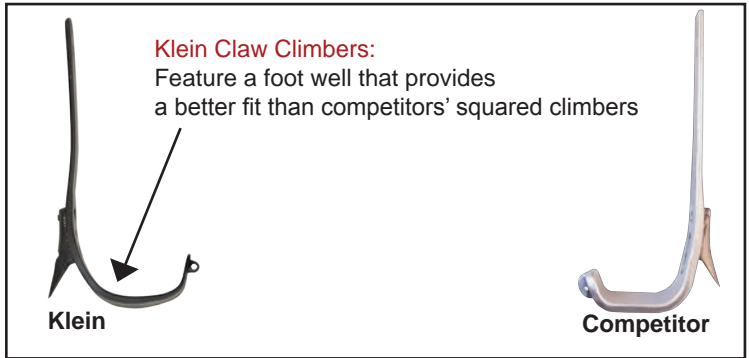 Klein Claw Climbers:
Feature a foot well that provides
a better fit than competitors’ squared climbers
Klein
Competitor